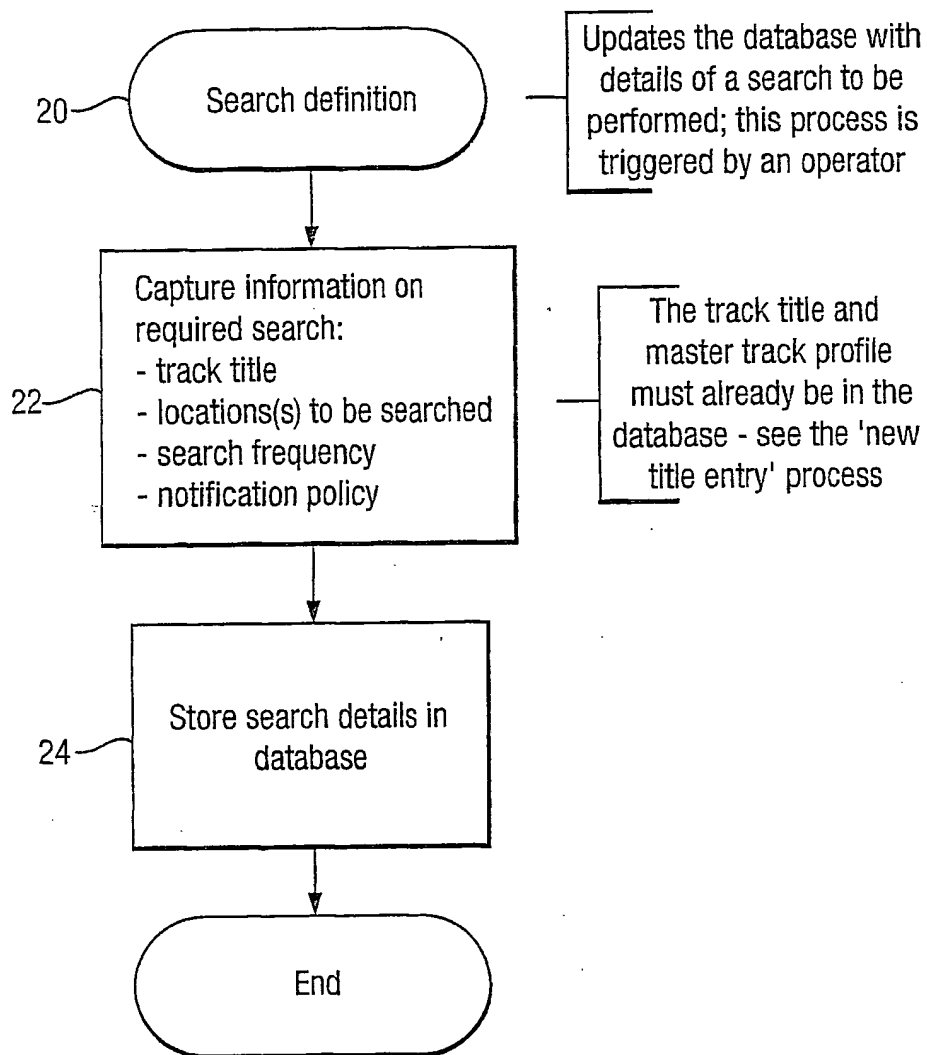 20
Search definition
Updates the database with
details of a search to be
performed; this process is
triggered by an operator
22
Capture information on
required search:
- track title
- locations(s) to be searched
- search frequency
- notification policy
The track title and
master track profile
must already be in the
database - see the 'new
title entry' process
24
Store search details in
database
End